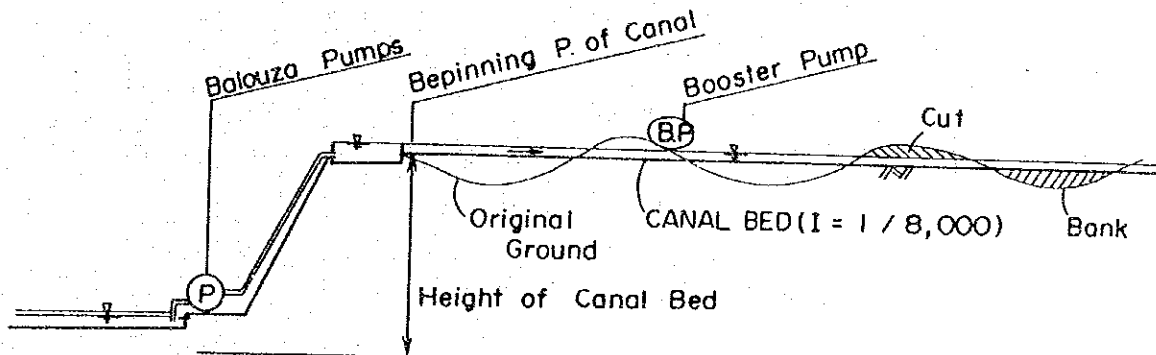 Balouza Pumps
Bepinning P. of Canal
Booster Pump
B.P
Cut
Original
Ground
CANAL BED (I = 1 / 8,000)
Bank
P
Height of Canal Bed